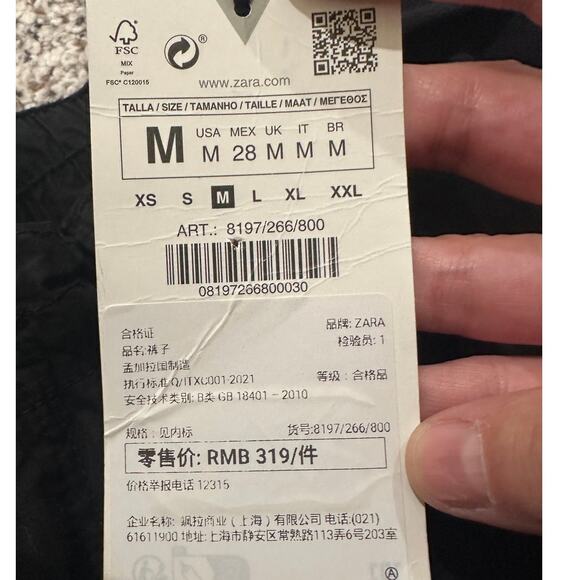 FSC
MIX
Paper
FSC® C120015
www.zara.com
TALLA / SIZE / TAMANHO / TAILLE / MAAT / ΜΕΓΕΘΟΣ
M
USA MEX UK IT BR
M 28 M M M
XS S M L XL XXL
ART.: 8197/266/800
08197266800030
合格证
品牌: ZARA
品名:裤子
检验员: 1
孟加拉国制造
执行标准:Q/ITXC001-2021
等级: 合格品
安全技术类别: B类 GB 18401-2010
规格: 见内标
货号:8197/266/800
零售价: RMB 319/件
价格举报电话 12315
企业名称: 飒拉商业(上海)有限公司 电话:(021)
61611900 地址:上海市静安区常熟路113弄6号203室
A